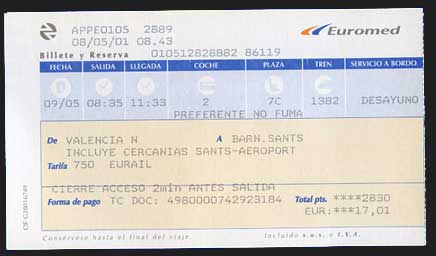 APPE0105 2889
08/05/01 08.43
Euromed
Billete y Reserva 010512828882 86119
FECHA SALIDA LLEGADA COCHE PLAZA TREN SERVICIO A BORDO
09/05 08:35 11:33 2 7C 1382 DESAYUNO
PREFERENTE NO FUMA
De VALENCIA N A BARN.SANTS
INCLUYE CERCANIAS SANTS-AEROPORT
Tarifa 750 EURAIL
CIERRE ACCESO 2min ANTES SALIDA
Forma de pago TC DOC: 4980000742923184 Total pts. ****2830
EUR:***17,01
Consérvese hasta el final del viaje. Incluido s.o.v. e I.V.A.